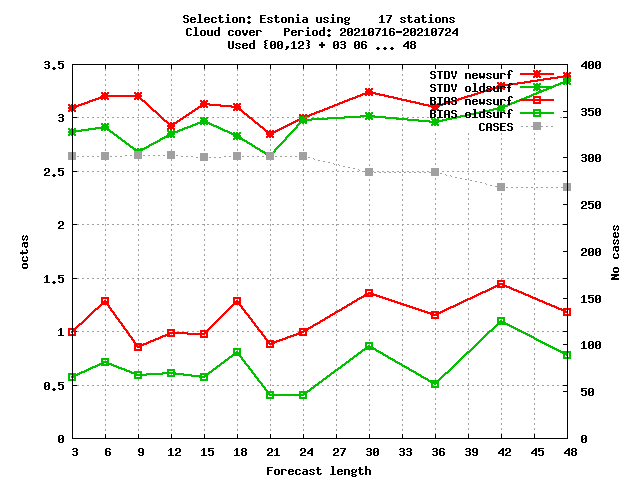 Selection: Estonia using    17 stations
Cloud cover   Period: 20210716-20210724
Used {00,12} + 03 06 ... 48
3.5
3
2.5
2
1.5
1
0.5
0
octas
400
350
300
250
200
150
100
50
0
No cases
STDV newsurf
STDV oldsurf
BIAS newsurf
BIAS oldsurf
CASES
3 6 9 12 15 18 21 24 27 30 33 36 39 42 45 48
Forecast length